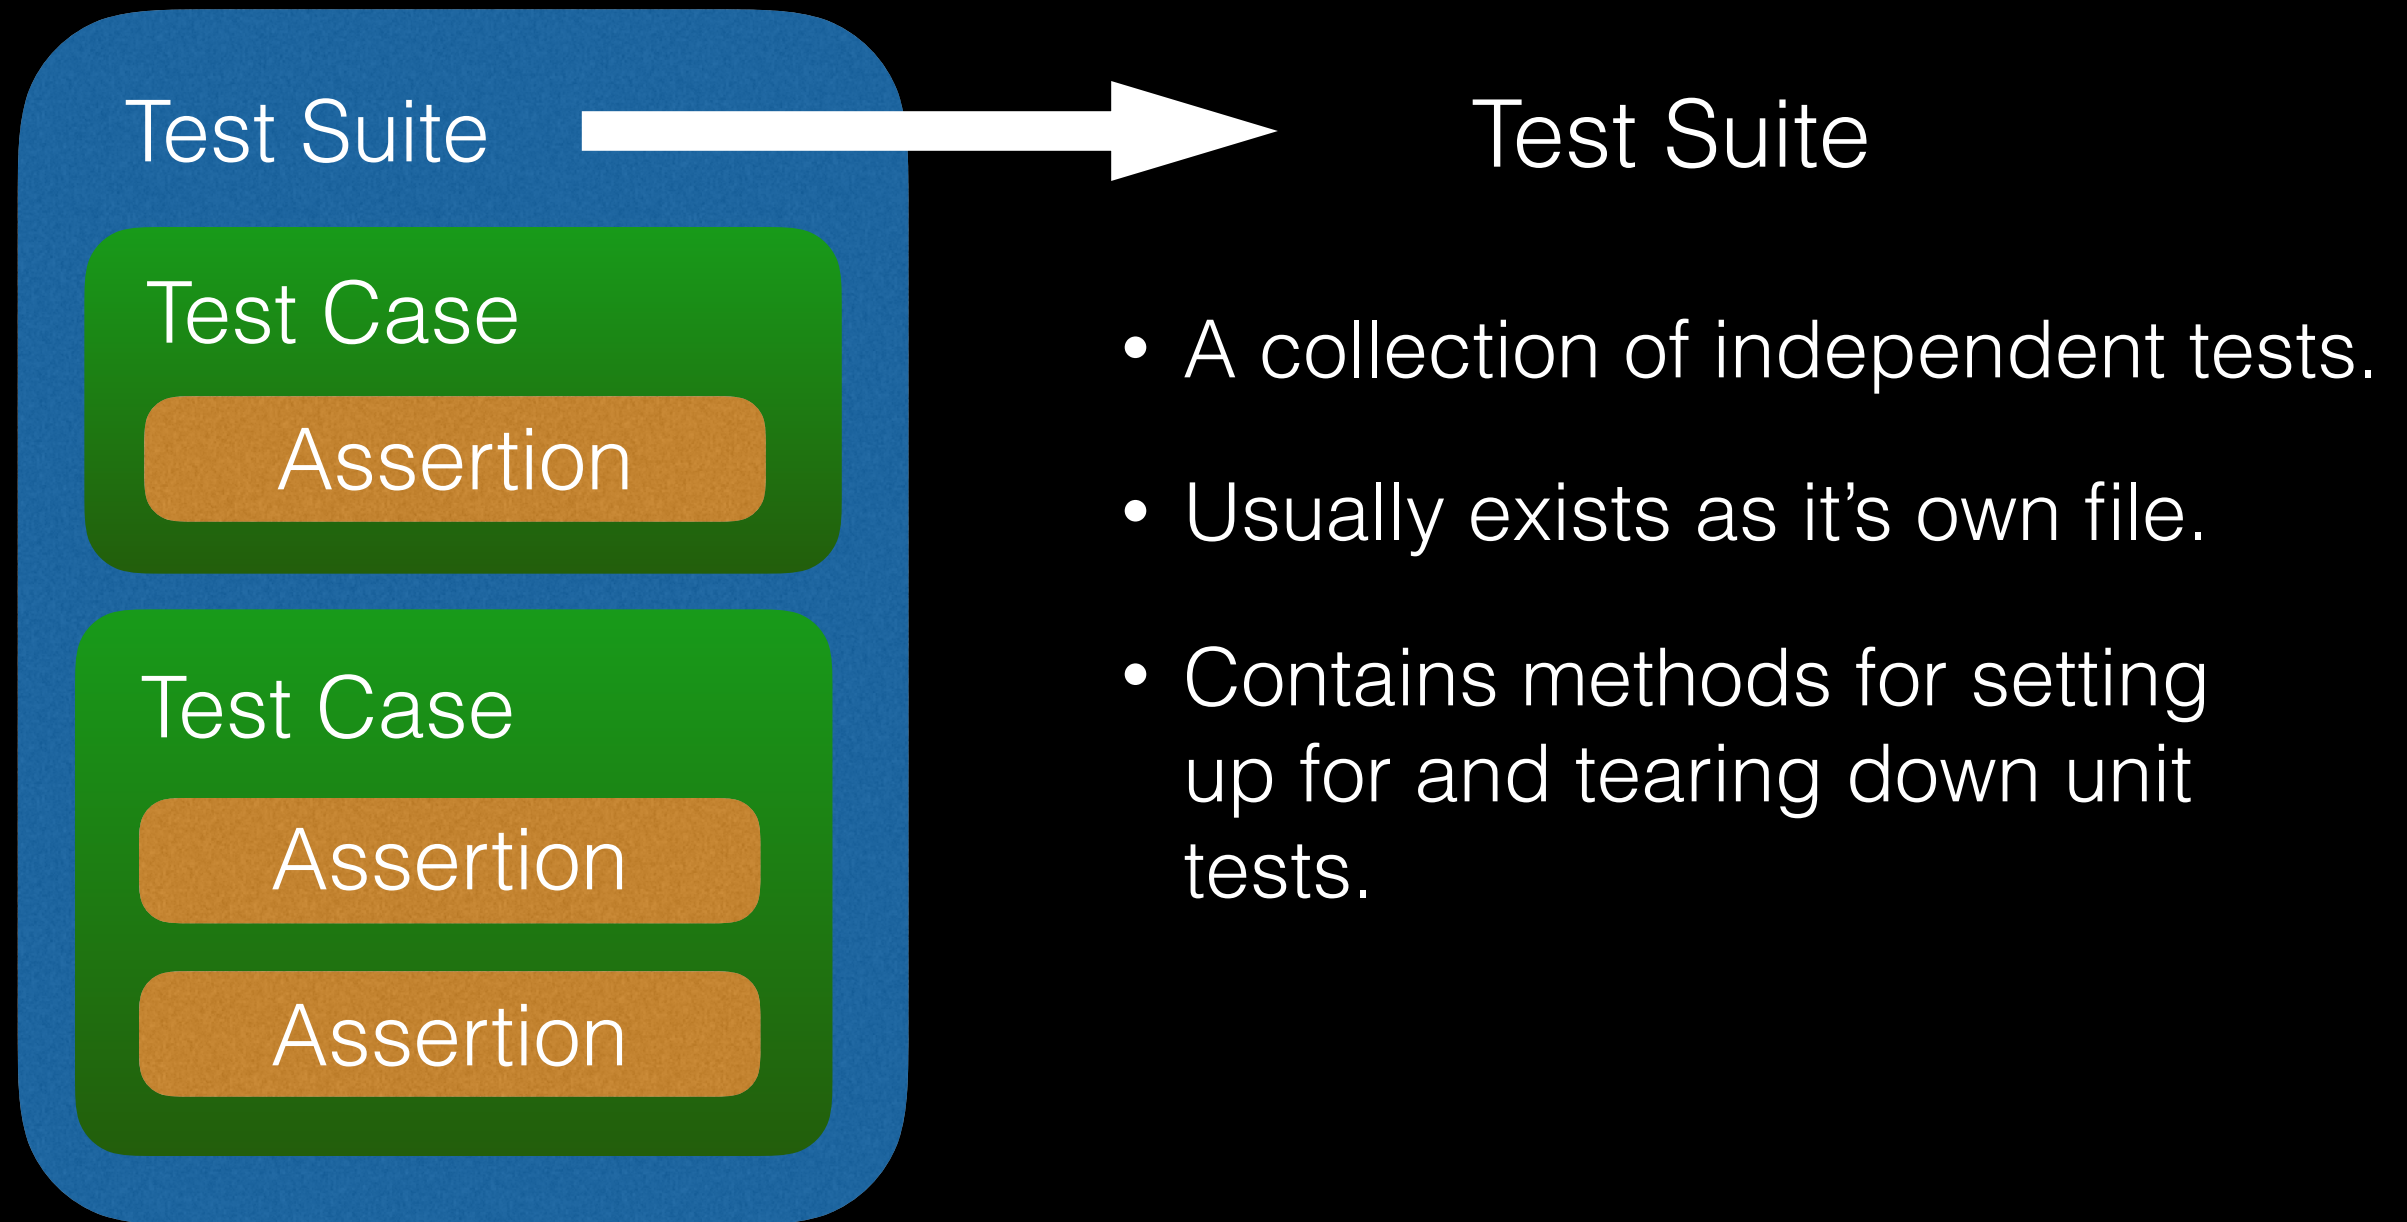 Test Suite
Test Case
Assertion
Test Case
Assertion
Assertion
Test Suite
• A collection of independent tests.
• Usually exists as it’s own file.
• Contains methods for setting
up for and tearing down unit
tests.